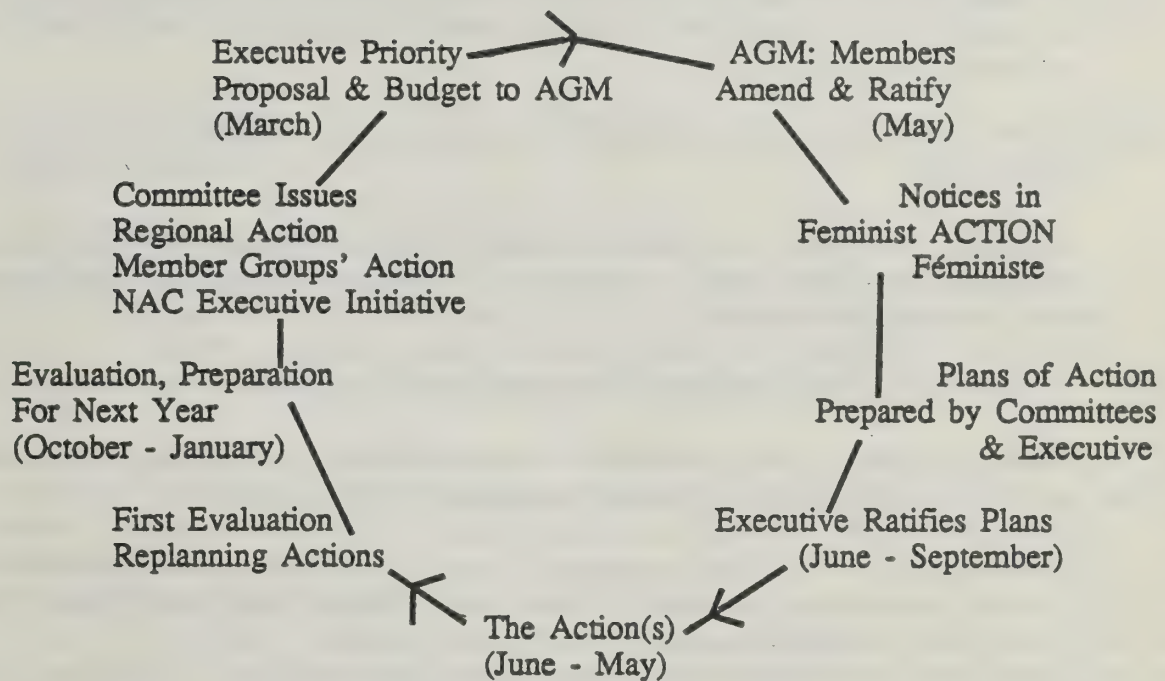 Executive Priority
Proposal & Budget to AGM
(March)
AGM: Members
Amend & Ratify
(May)
Notices in
Feminist ACTION
Féministe
Plans of Action
Prepared by Committees
& Executive
Executive Ratifies Plans
(June - September)
The Action(s)
(June - May)
First Evaluation
Replanning Actions
Evaluation, Preparation
For Next Year
(October - January)
Committee Issues
Regional Action
Member Groups' Action
NAC Executive Initiative